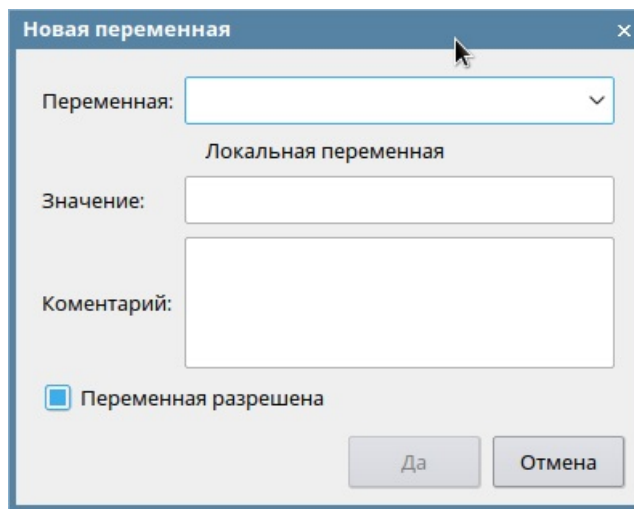 Новая переменная
Переменная:
Локальная переменная
Значение:
Коментарий:
Переменная разрешена
Да
Отмена